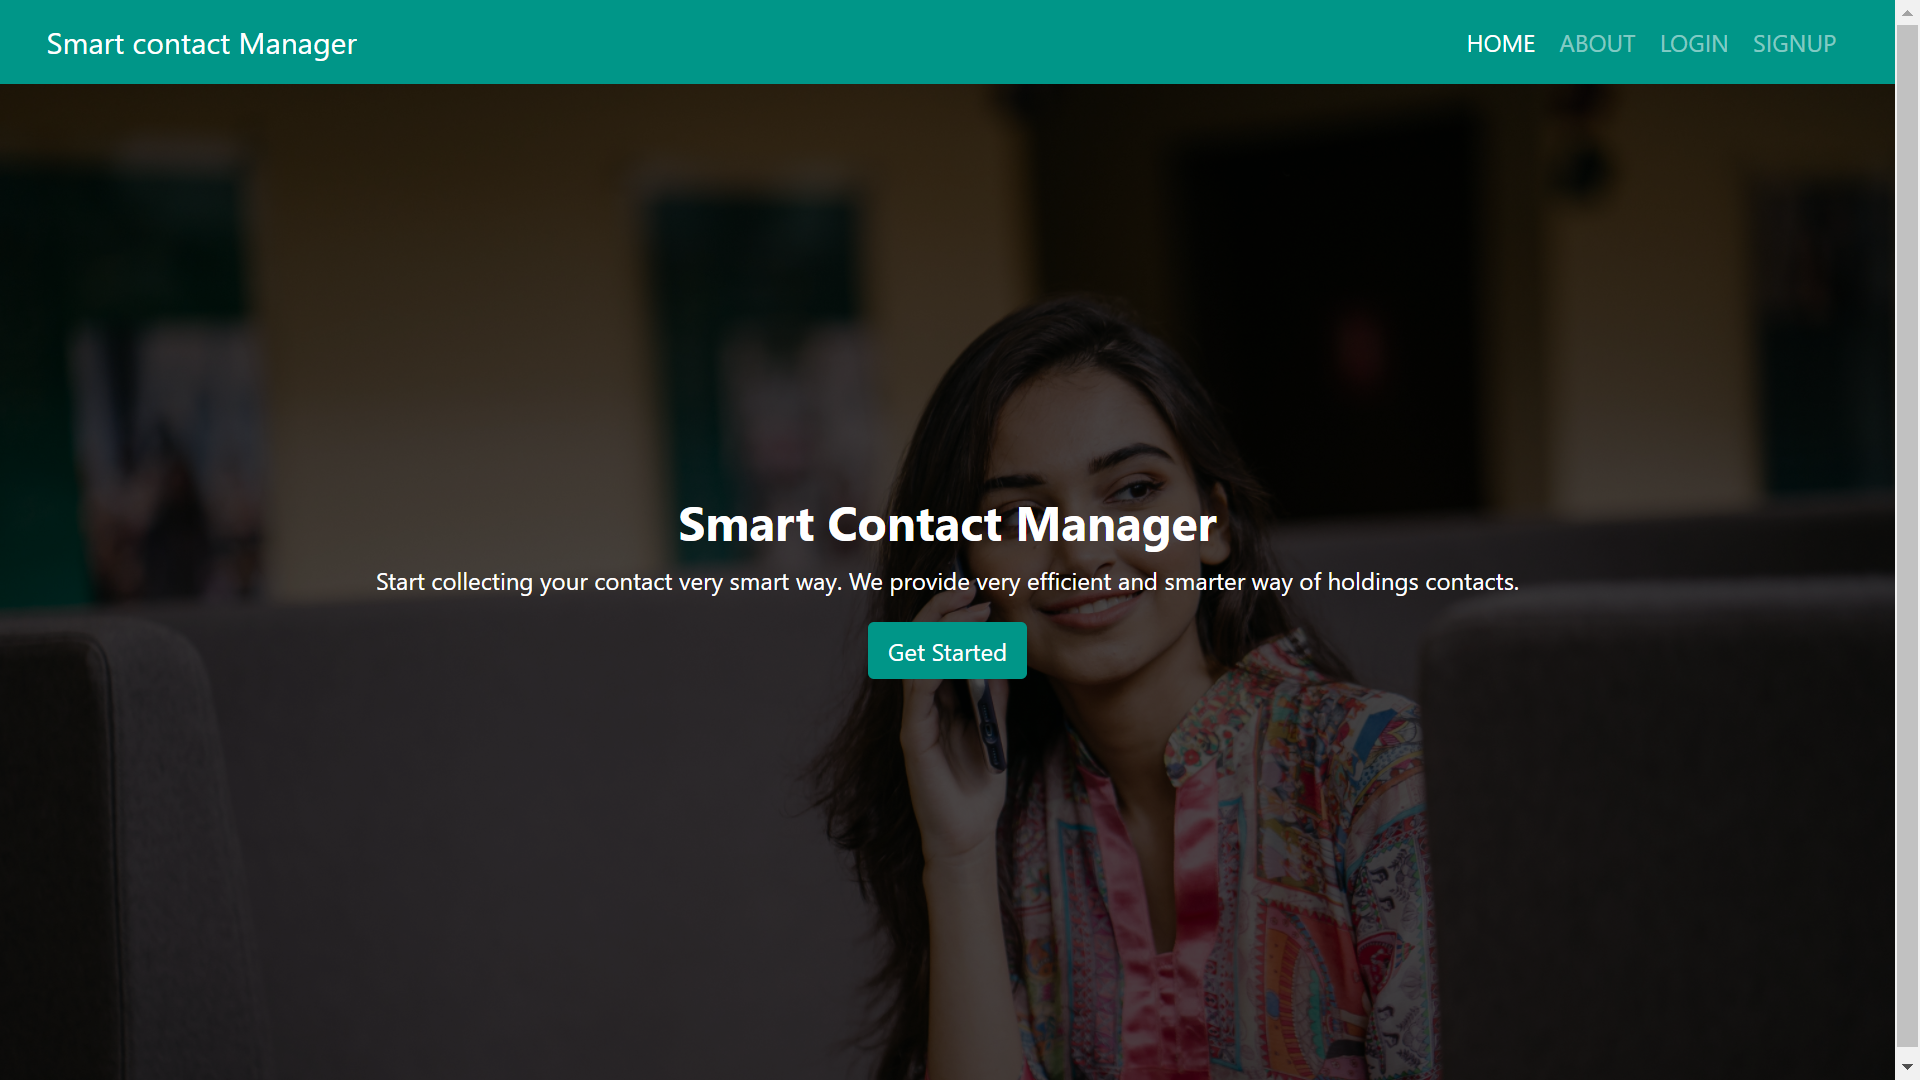 Smart contact Manager
HOME ABOUT LOGIN SIGNUP
Smart Contact Manager
Start collecting your contact very smart way. We provide very efficient and smarter way of holdings contacts.
Get Started